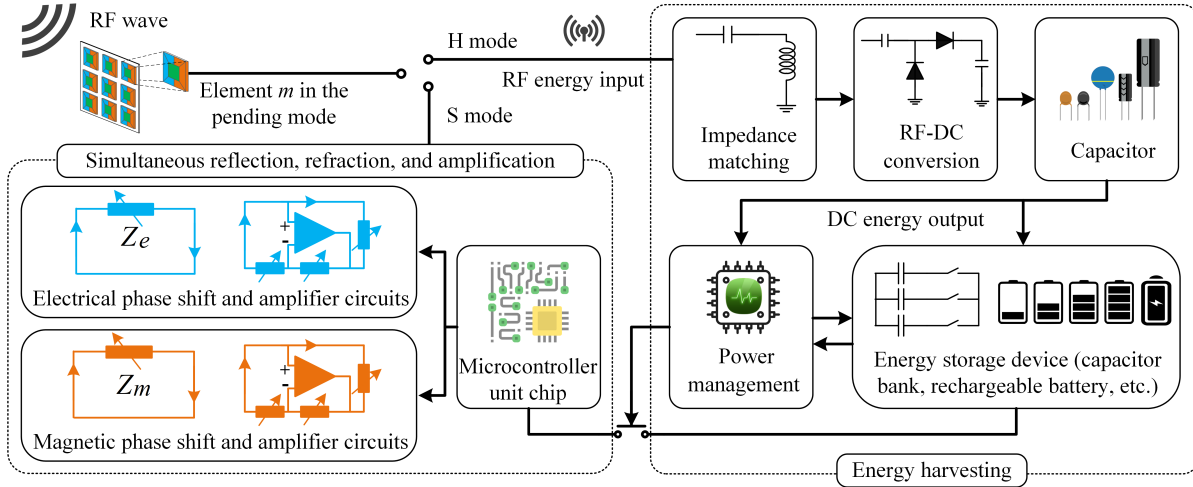 RF wave
Element m in the
pending mode
H mode
RF energy input
S mode
Impedance
matching
RF-DC
conversion
Capacitor
DC energy output
Simultaneous reflection, refraction, and amplification
Ze
+
-
Electrical phase shift and amplifier circuits
Zm
+
-
Magnetic phase shift and amplifier circuits
Microcontroller
unit chip
Power
management
Energy storage device (capacitor
bank, rechargeable battery, etc.)
Energy harvesting